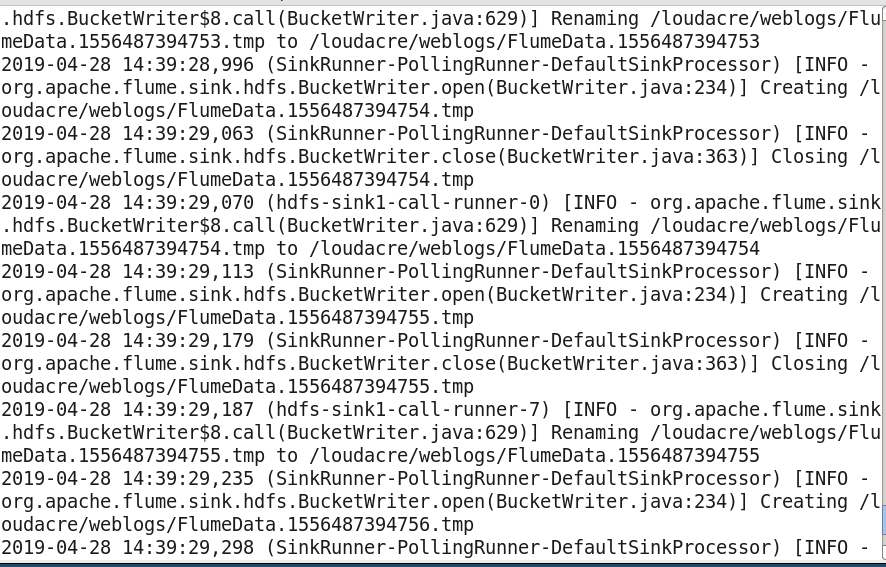 .hdfs.BucketWriter$8.call(BucketWriter.java:629)] Renaming /loudacre/weblogs/Flu
meData.1556487394753.tmp to /loudacre/weblogs/FlumeData.1556487394753
2019-04-28 14:39:28,996 (SinkRunner-PollingRunner-DefaultSinkProcessor) [INFO -
org.apache.flume.sink.hdfs.BucketWriter.open(BucketWriter.java:234)] Creating /l
oudacre/weblogs/FlumeData.1556487394754.tmp
2019-04-28 14:39:29,063 (SinkRunner-PollingRunner-DefaultSinkProcessor) [INFO -
org.apache.flume.sink.hdfs.BucketWriter.close(BucketWriter.java:363)] Closing /l
oudacre/weblogs/FlumeData.1556487394754.tmp
2019-04-28 14:39:29,070 (hdfs-sink1-call-runner-0) [INFO - org.apache.flume.sink
.hdfs.BucketWriter$8.call(BucketWriter.java:629)] Renaming /loudacre/weblogs/Flu
meData.1556487394754.tmp to /loudacre/weblogs/FlumeData.1556487394754
2019-04-28 14:39:29,113 (SinkRunner-PollingRunner-DefaultSinkProcessor) [INFO -
org.apache.flume.sink.hdfs.BucketWriter.open(BucketWriter.java:234)] Creating /l
oudacre/weblogs/FlumeData.1556487394755.tmp
2019-04-28 14:39:29,179 (SinkRunner-PollingRunner-DefaultSinkProcessor) [INFO -
org.apache.flume.sink.hdfs.BucketWriter.close(BucketWriter.java:363)] Closing /l
oudacre/weblogs/FlumeData.1556487394755.tmp
2019-04-28 14:39:29,187 (hdfs-sink1-call-runner-7) [INFO - org.apache.flume.sink
.hdfs.BucketWriter$8.call(BucketWriter.java:629)] Renaming /loudacre/weblogs/Flu
meData.1556487394755.tmp to /loudacre/weblogs/FlumeData.1556487394755
2019-04-28 14:39:29,235 (SinkRunner-PollingRunner-DefaultSinkProcessor) [INFO -
org.apache.flume.sink.hdfs.BucketWriter.open(BucketWriter.java:234)] Creating /l
oudacre/weblogs/FlumeData.1556487394756.tmp
2019-04-28 14:39:29,298 (SinkRunner-PollingRunner-DefaultSinkProcessor) [INFO -